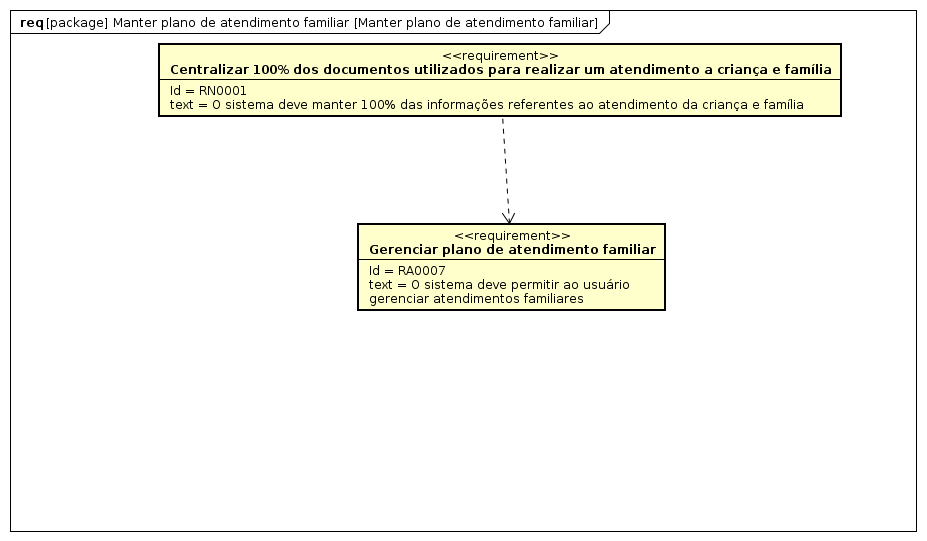 req [package] Manter plano de atendimento familiar [Manter plano de atendimento familiar]
<<requirement>>
Centralizar 100% dos documentos utilizados para realizar um atendimento a criança e família
Id = RN0001
text = O sistema deve manter 100% das informações referentes ao atendimento da criança e família
<<requirement>>
Gerenciar plano de atendimento familiar
Id = RA0007
text = O sistema deve permitir ao usuário
gerenciar atendimentos familiares